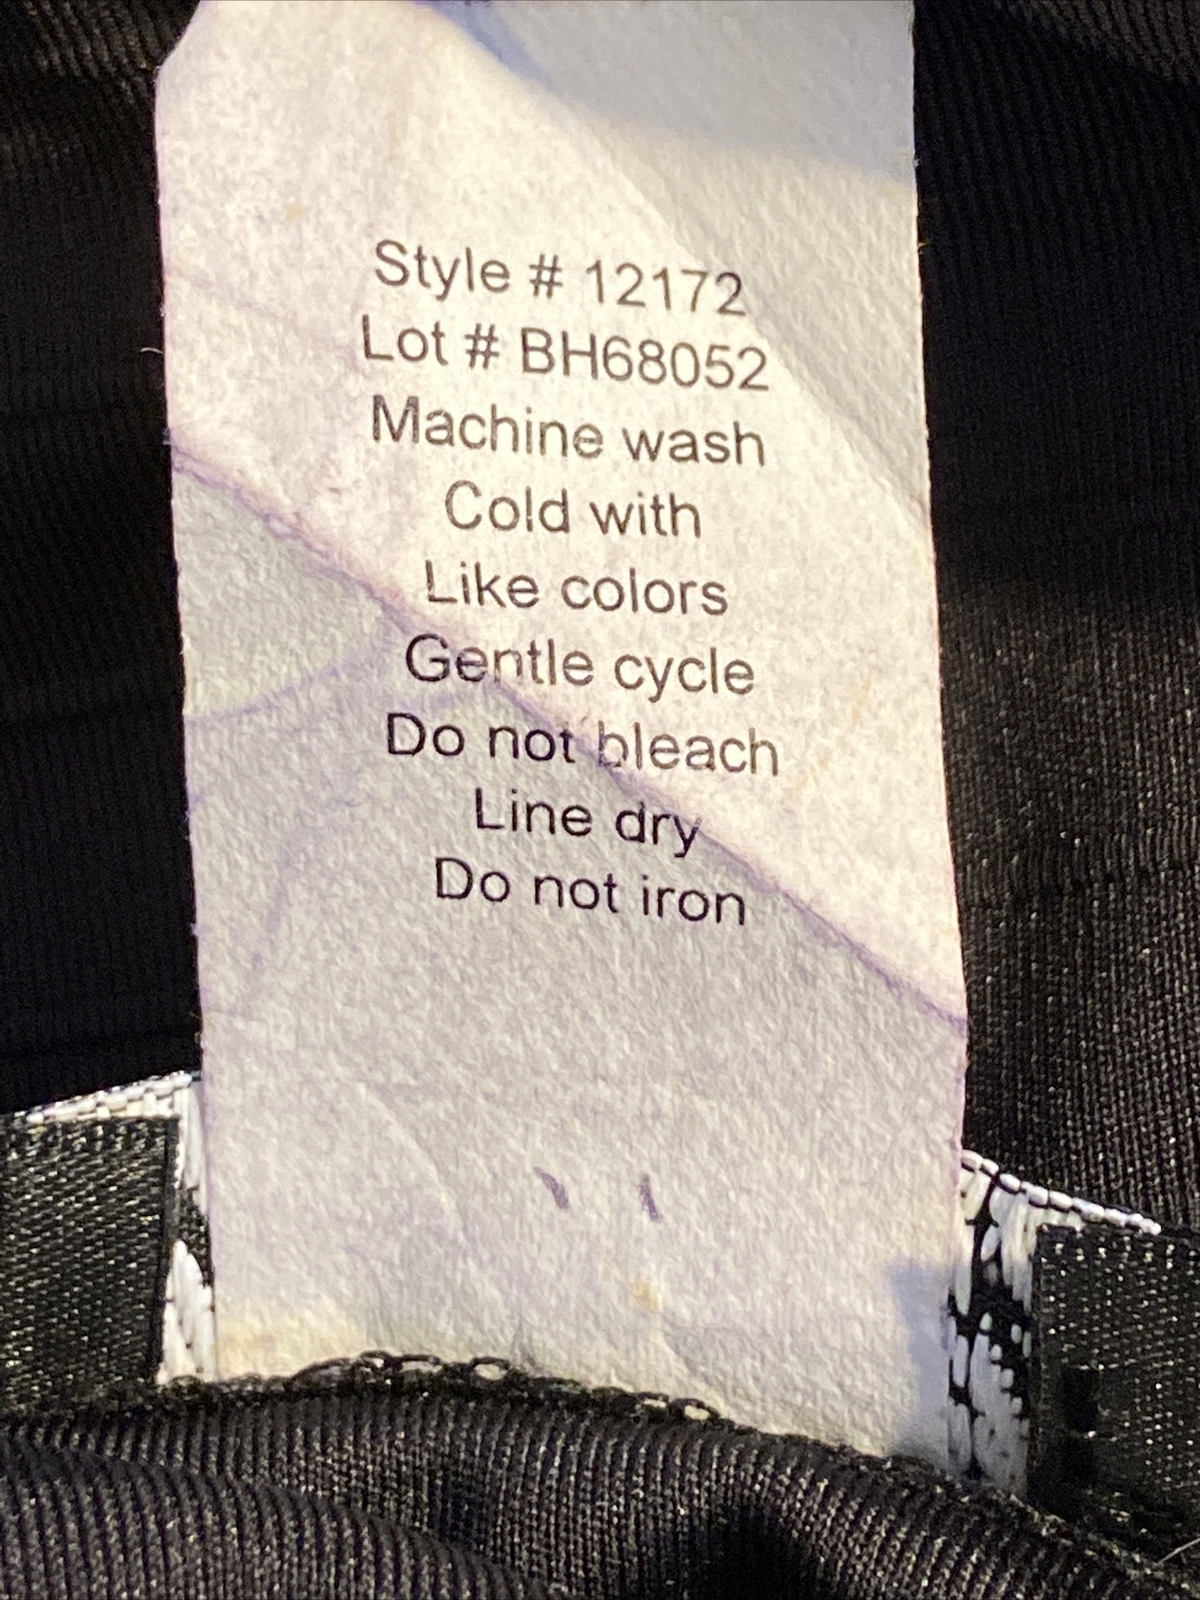 Style # 12172
Lot # BH68052
Machine wash
Cold with
Like colors
Gentle cycle
Do not bleach
Line dry
Do not iron